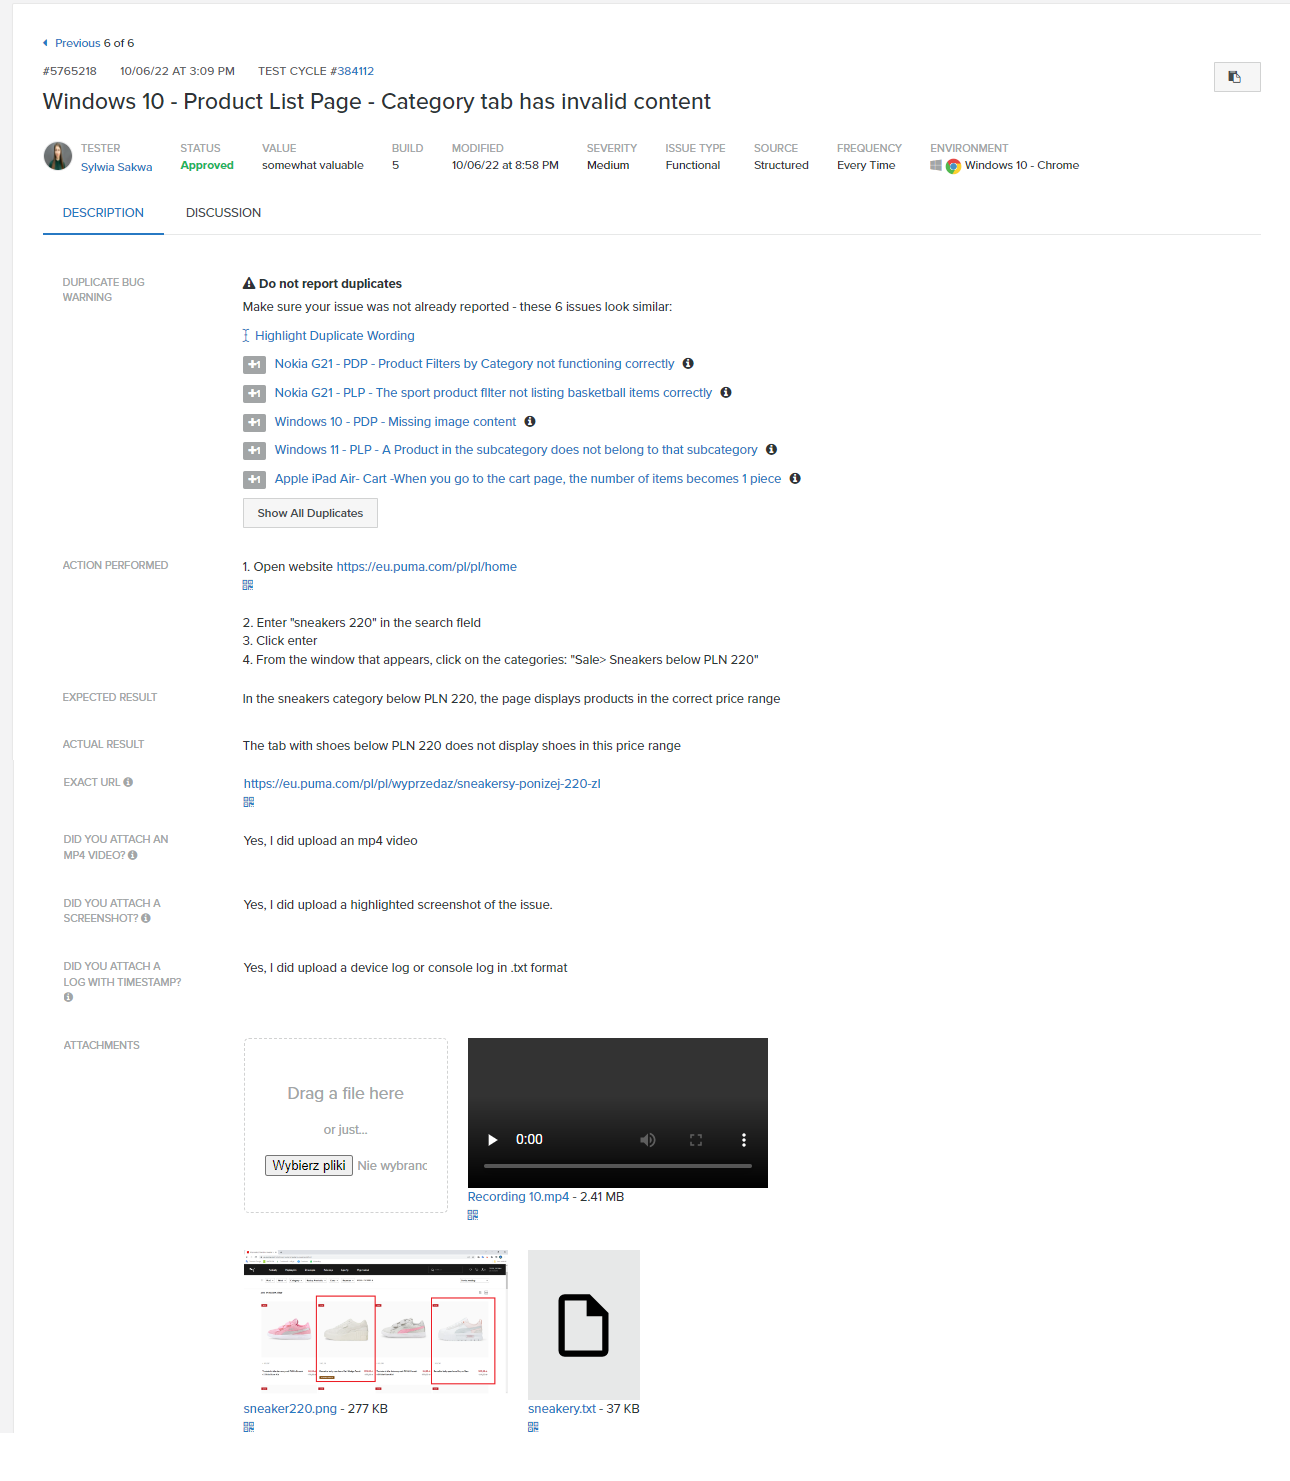 Previous 6 of 6
#5765218 10/06/22 AT 3:09 PM TEST CYCLE #384112
Windows 10 - Product List Page - Category tab has invalid content
TESTER STATUS VALUE BUILD MODIFIED SEVERITY ISSUE TYPE SOURCE FREQUENCY ENVIRONMENT
Sylwia Sakwa Approved somewhat valuable 5 10/06/22 at 8:58 PM Medium Functional Structured Every Time Windows 10 - Chrome
DESCRIPTION DISCUSSION
DUPLICATE BUG
WARNING
Do not report duplicates
Make sure your issue was not already reported - these 6 issues look similar:
Highlight Duplicate Wording
+1 Nokia G21 - PDP - Product Filters by Category not functioning correctly
+1 Nokia G21 - PLP - The sport product fIlter not listing basketball items correctly
+1 Windows 10 - PDP - Missing image content
+1 Windows 11 - PLP - A Product in the subcategory does not belong to that subcategory
+1 Apple iPad Air- Cart -When you go to the cart page, the number of items becomes 1 piece
Show All Duplicates
ACTION PERFORMED
1. Open website https://eu.puma.com/pl/pl/home
2. Enter "sneakers 220" in the search field
3. Click enter
4. From the window that appears, click on the categories: "Sale> Sneakers below PLN 220"
EXPECTED RESULT
In the sneakers category below PLN 220, the page displays products in the correct price range
ACTUAL RESULT
The tab with shoes below PLN 220 does not display shoes in this price range
EXACT URL
https://eu.puma.com/pl/pl/wyprzedaz/sneakersy-ponizej-220-zl
DID YOU ATTACH AN
MP4 VIDEO?
Yes, I did upload an mp4 video
DID YOU ATTACH A
SCREENSHOT?
Yes, I did upload a highlighted screenshot of the issue.
DID YOU ATTACH A
LOG WITH TIMESTAMP?
Yes, I did upload a device log or console log in .txt format
ATTACHMENTS
Drag a file here
or just...
Wybierz pliki Nie wybranc
0:00
Recording 10.mp4 - 2.41 MB
sneaker220.png - 277 KB
sneakery.txt - 37 KB